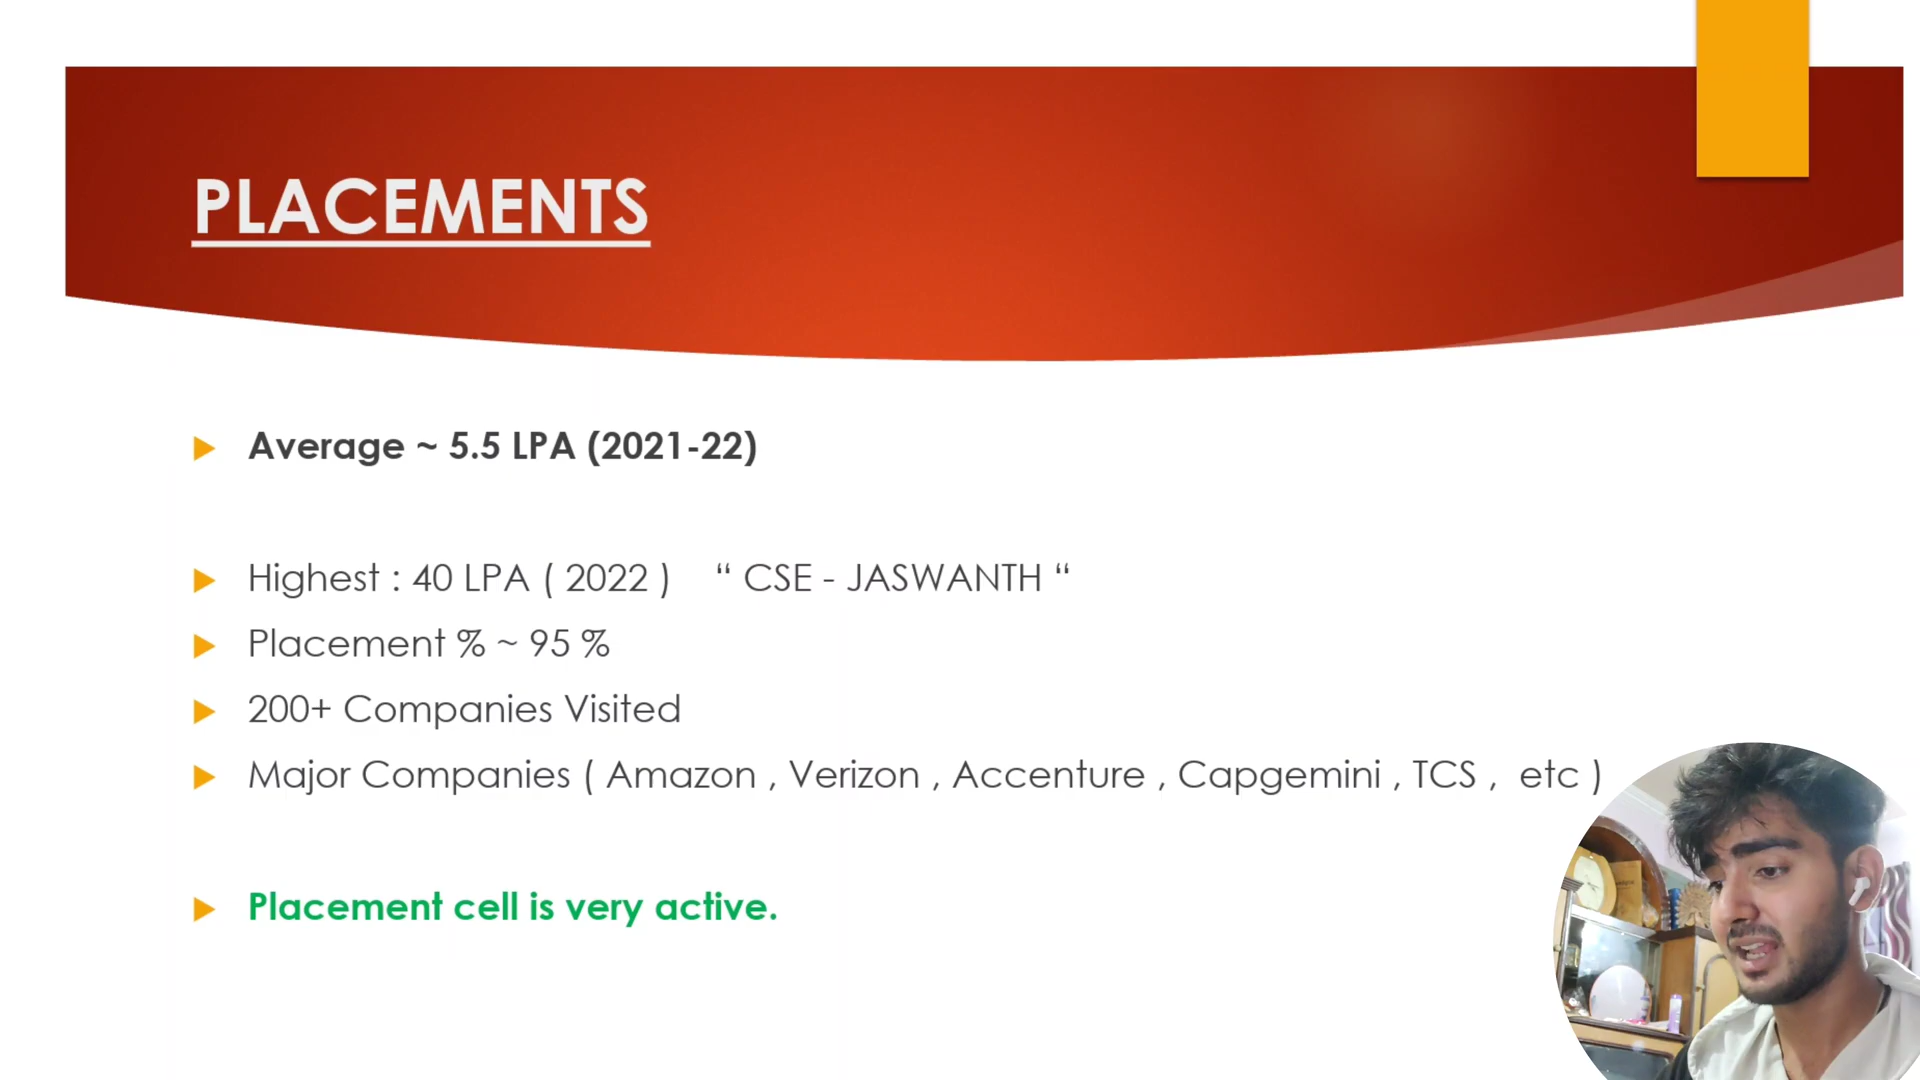 PLACEMENTS
Average ~ 5.5 LPA (2021-22)
Highest : 40 LPA ( 2022 ) “ CSE - JASWANTH “
Placement % ~ 95 %
200+ Companies Visited
Major Companies ( Amazon , Verizon , Accenture , Capgemini , TCS , etc )
Placement cell is very active.